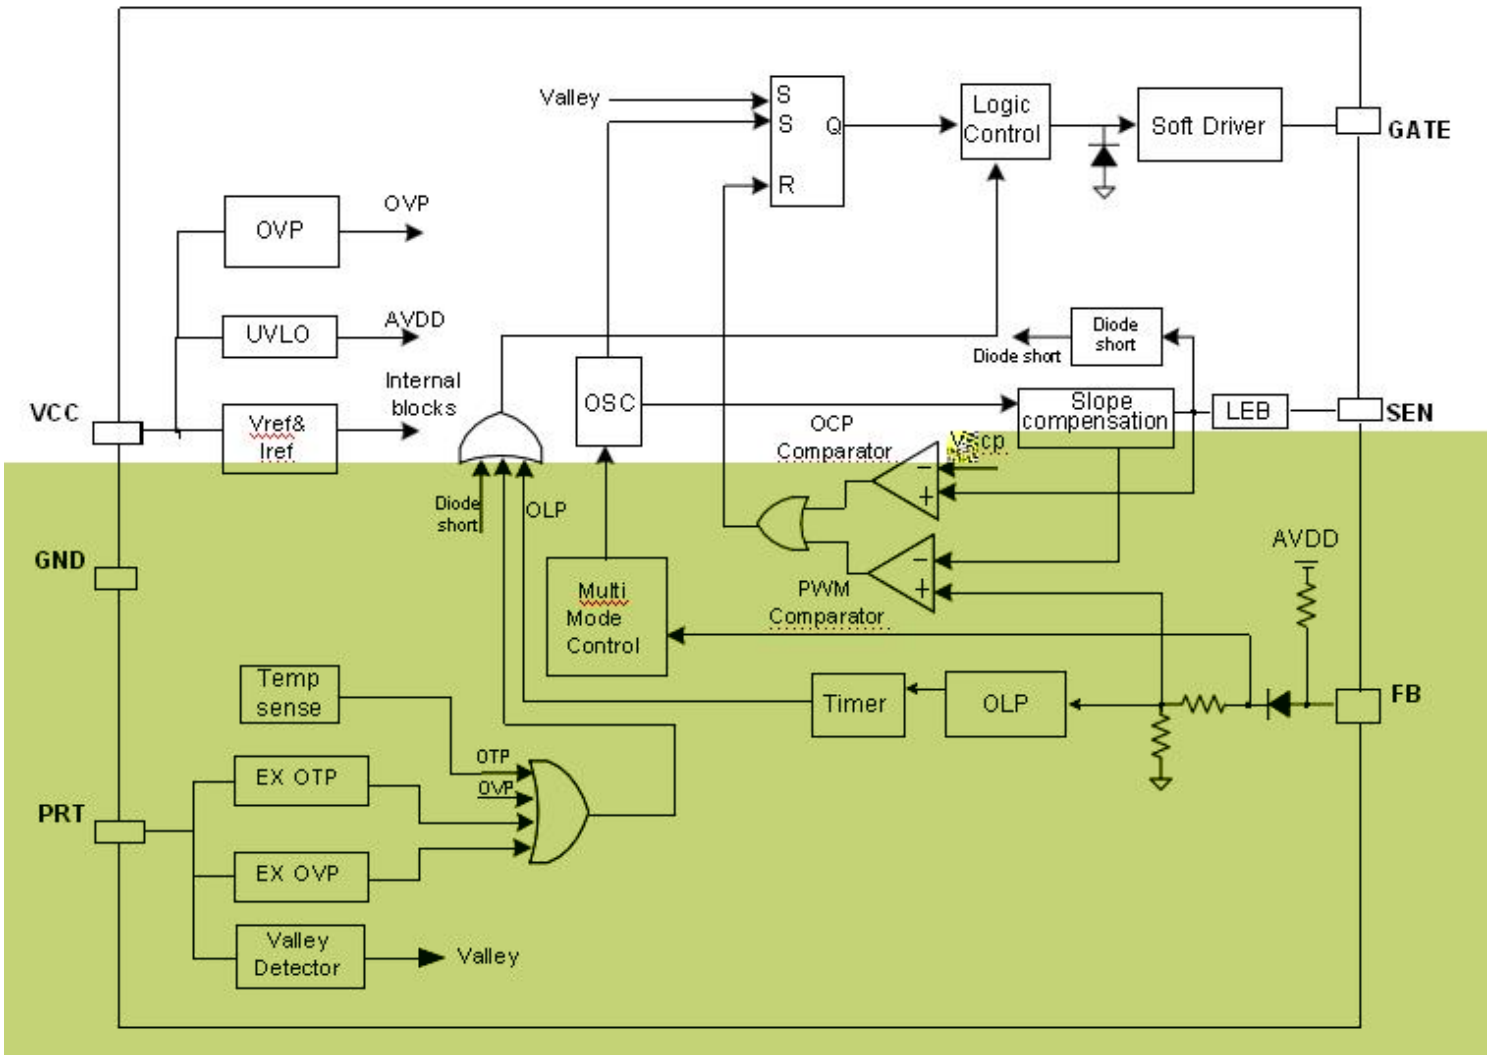 Valley
S
S
Q
R
Logic
Control
Soft Driver
GATE
OVP
OVP
UVLO
AVDD
Internal
blocks
VCC
Vref&
Iref
OSC
Diode
short
Diode short
Slope
compensation
LEB
SEN
OCP
Comparator
−
+
Diode
short
OLP
GND
Multi
Mode
Control
PWM
Comparator
−
+
AVDD
Temp
sense
Timer
OLP
FB
OTP
OVP
EX OTP
PRT
EX OVP
Valley
Detector
Valley